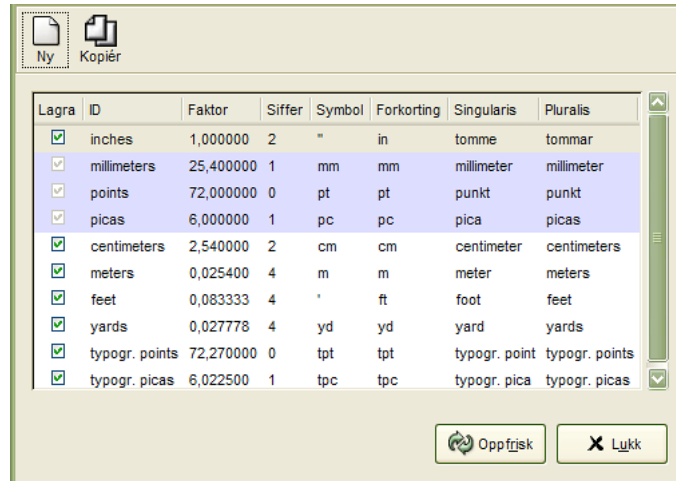 Ny Kopiér
Lagra ID Faktor Siffer Symbol Forkorting Singularis Pluralis
inches 1,000000 2 " in tomme tommar
millimeters 25,400000 1 mm mm millimeter millimeter
points 72,000000 0 pt pt punkt punkt
picas 6,000000 1 pc pc pica picas
centimeters 2,540000 2 cm cm centimeter centimeters
meters 0,025400 4 m m meter meters
feet 0,083333 4 ' ft foot feet
yards 0,027778 4 yd yd yard yards
typogr. points 72,270000 0 tpt tpt typogr. point typogr. points
typogr. picas 6,022500 1 tpc tpc typogr. pica typogr. picas
Oppfrisk Lukk